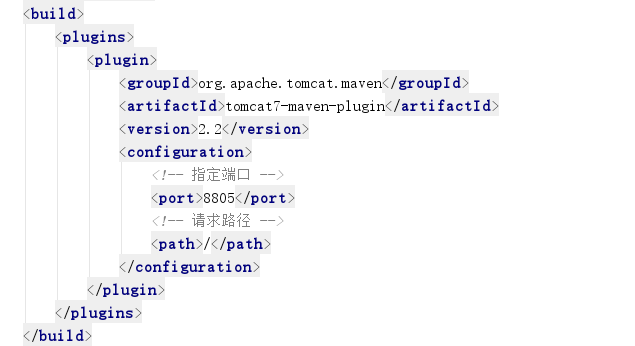 <build>
<plugins>
<plugin>
<groupId>org.apache.tomcat.maven</groupId>
<artifactId>tomcat7-maven-plugin</artifactId>
<version>2.2</version>
<configuration>
<!-- 指定端口 -->
<port>8805</port>
<!-- 请求路径 -->
<path>/</path>
</configuration>
</plugin>
</plugins>
</build>